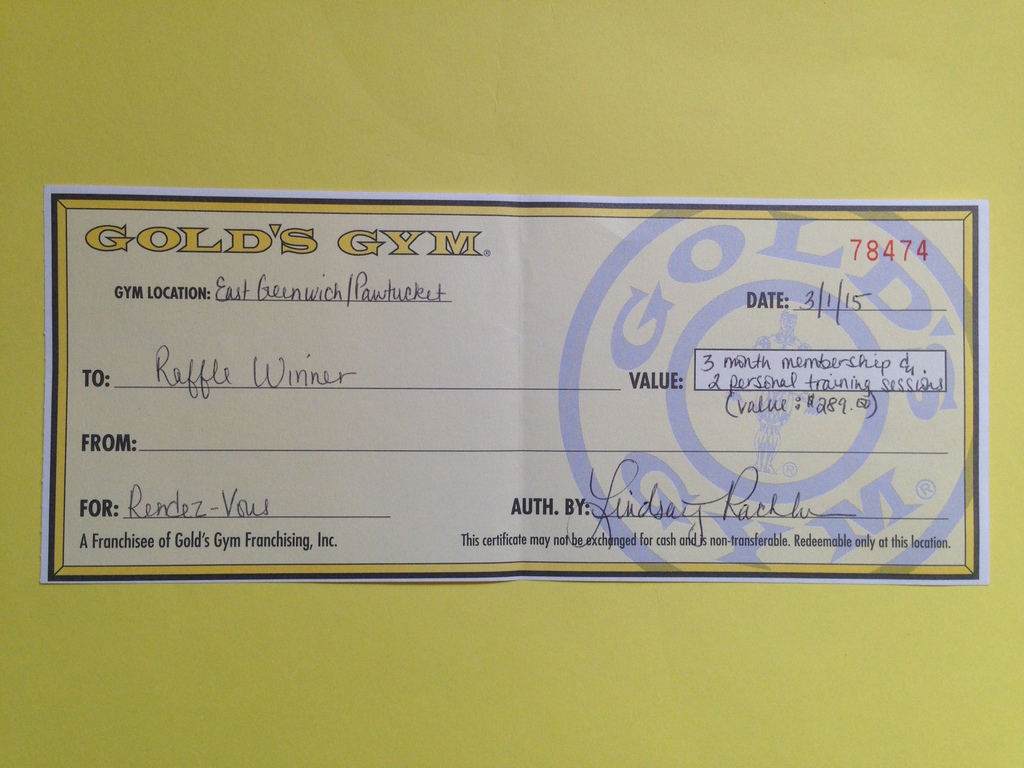 GOLD'S GYM®
78474
GYM LOCATION: East Greenwich/Pawtucket
DATE: 3/1/15
TO: Raffle Winner
VALUE: 3 month membership &
2 personal training sessions
(value: $289.00)
FROM:
FOR: Rendez-Vous
AUTH. BY: Lindsay
A Franchisee of Gold's Gym Franchising, Inc.
This certificate may not be exchanged for cash and is non-transferable. Redeemable only at this location.
GOLD'S
GYM®